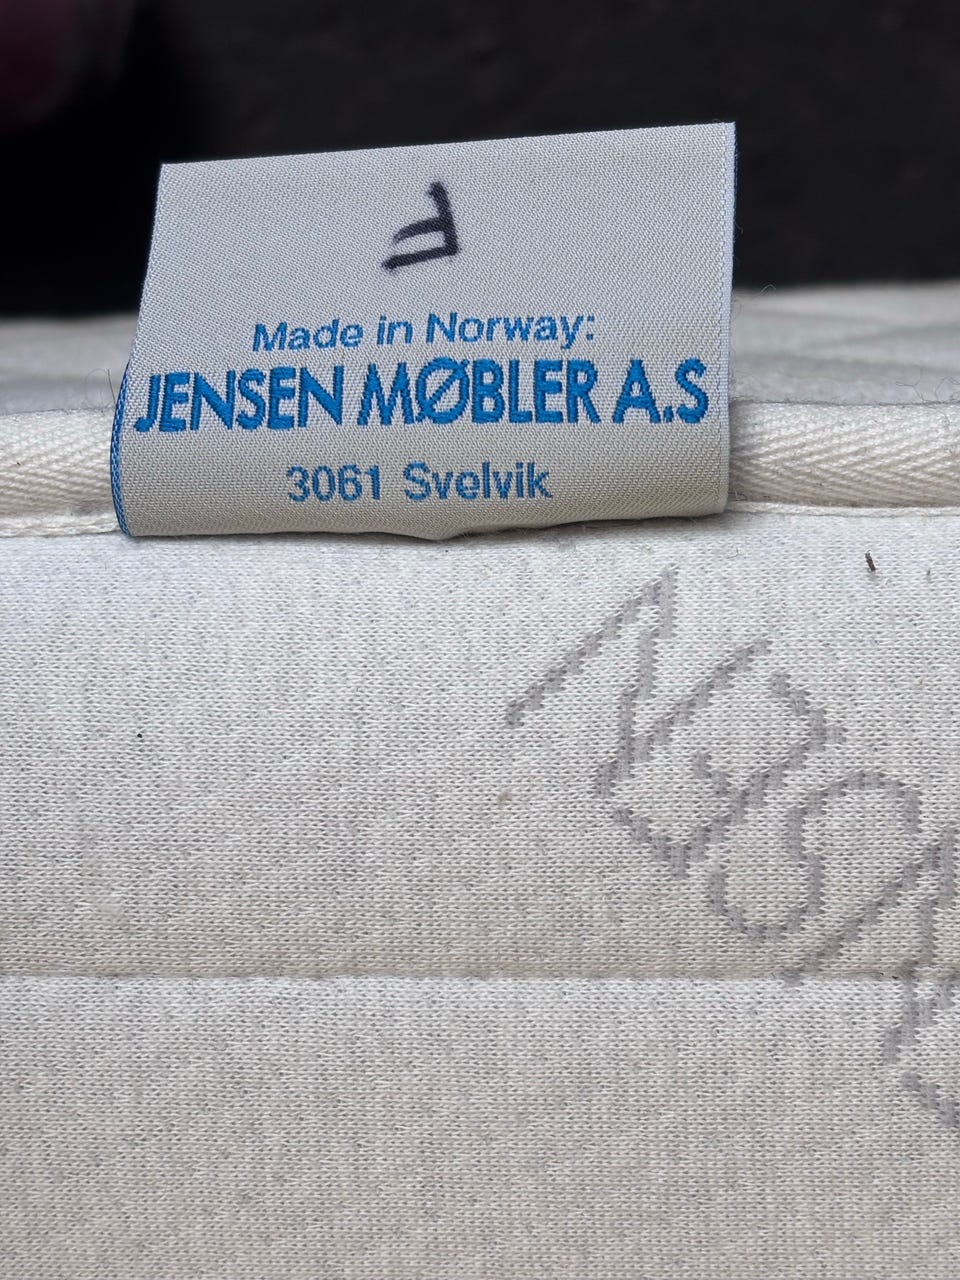 F
Made in Norway:
JENSEN MØBLER A.S
3061 Svelvik